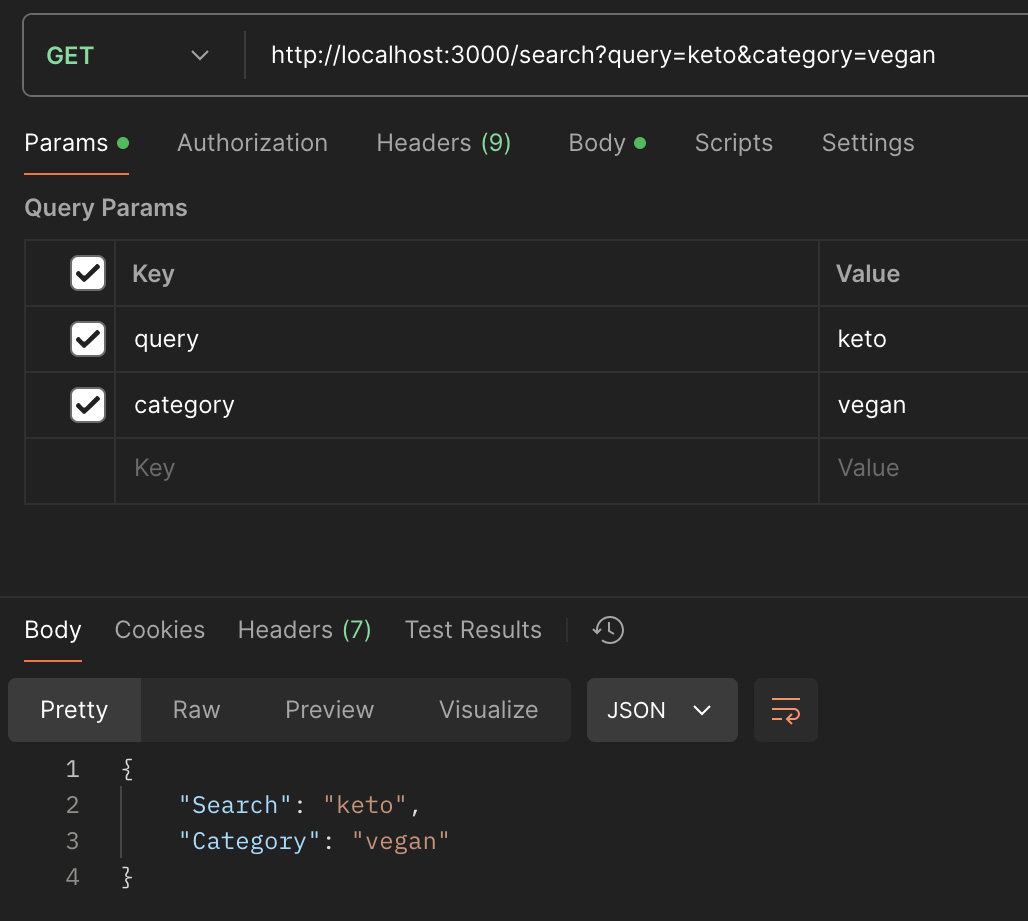 GET http://localhost:3000/search?query=keto&category=vegan
Params Authorization Headers (9) Body Scripts Settings
Query Params
Key Value
query keto
category vegan
Key Value
Body Cookies Headers (7) Test Results
Pretty Raw Preview Visualize JSON
1 {
2 "Search": "keto",
3 "Category": "vegan"
4 }